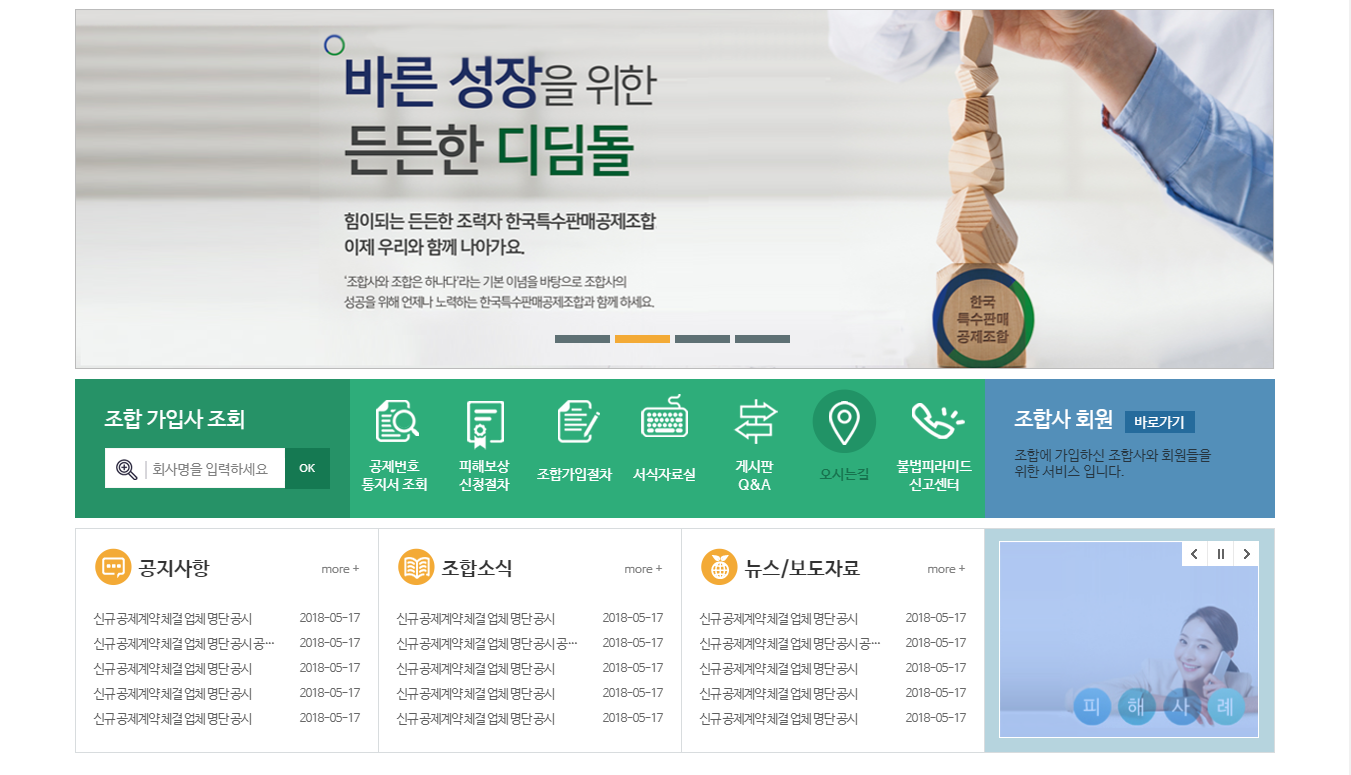 바른 성장을 위한
든든한 디딤돌
힘이되는 든든한 조력자 한국특수판매공제조합
이제 우리와 함께 나아가요.
'조합사와 조합은 하나다'라는 기본 이념을 바탕으로 조합사의
성공을 위해 언제나 노력하는 한국특수판매공제조합과 함께 하세요.
한국
특수판매
공제조합
조합 가입사 조회
회사명을 입력하세요 OK
공제번호
통지서 조회
피해보상
신청절차
조합가입절차
서식자료실
게시판
Q&A
오시는길
불법피라미드
신고센터
조합사 회원 바로가기
조합에 가입하신 조합사와 회원들을
위한 서비스 입니다.
공지사항 more +
신규공제계약체결업체명단공시 2018-05-17
신규공제계약체결업체명단공시공… 2018-05-17
신규공제계약체결업체명단공시 2018-05-17
신규공제계약체결업체명단공시 2018-05-17
신규공제계약체결업체명단공시 2018-05-17
조합소식 more +
신규공제계약체결업체명단공시 2018-05-17
신규공제계약체결업체명단공시공… 2018-05-17
신규공제계약체결업체명단공시 2018-05-17
신규공제계약체결업체명단공시 2018-05-17
신규공제계약체결업체명단공시 2018-05-17
뉴스/보도자료 more +
신규공제계약체결업체명단공시 2018-05-17
신규공제계약체결업체명단공시공… 2018-05-17
신규공제계약체결업체명단공시 2018-05-17
신규공제계약체결업체명단공시 2018-05-17
신규공제계약체결업체명단공시 2018-05-17
피해사례